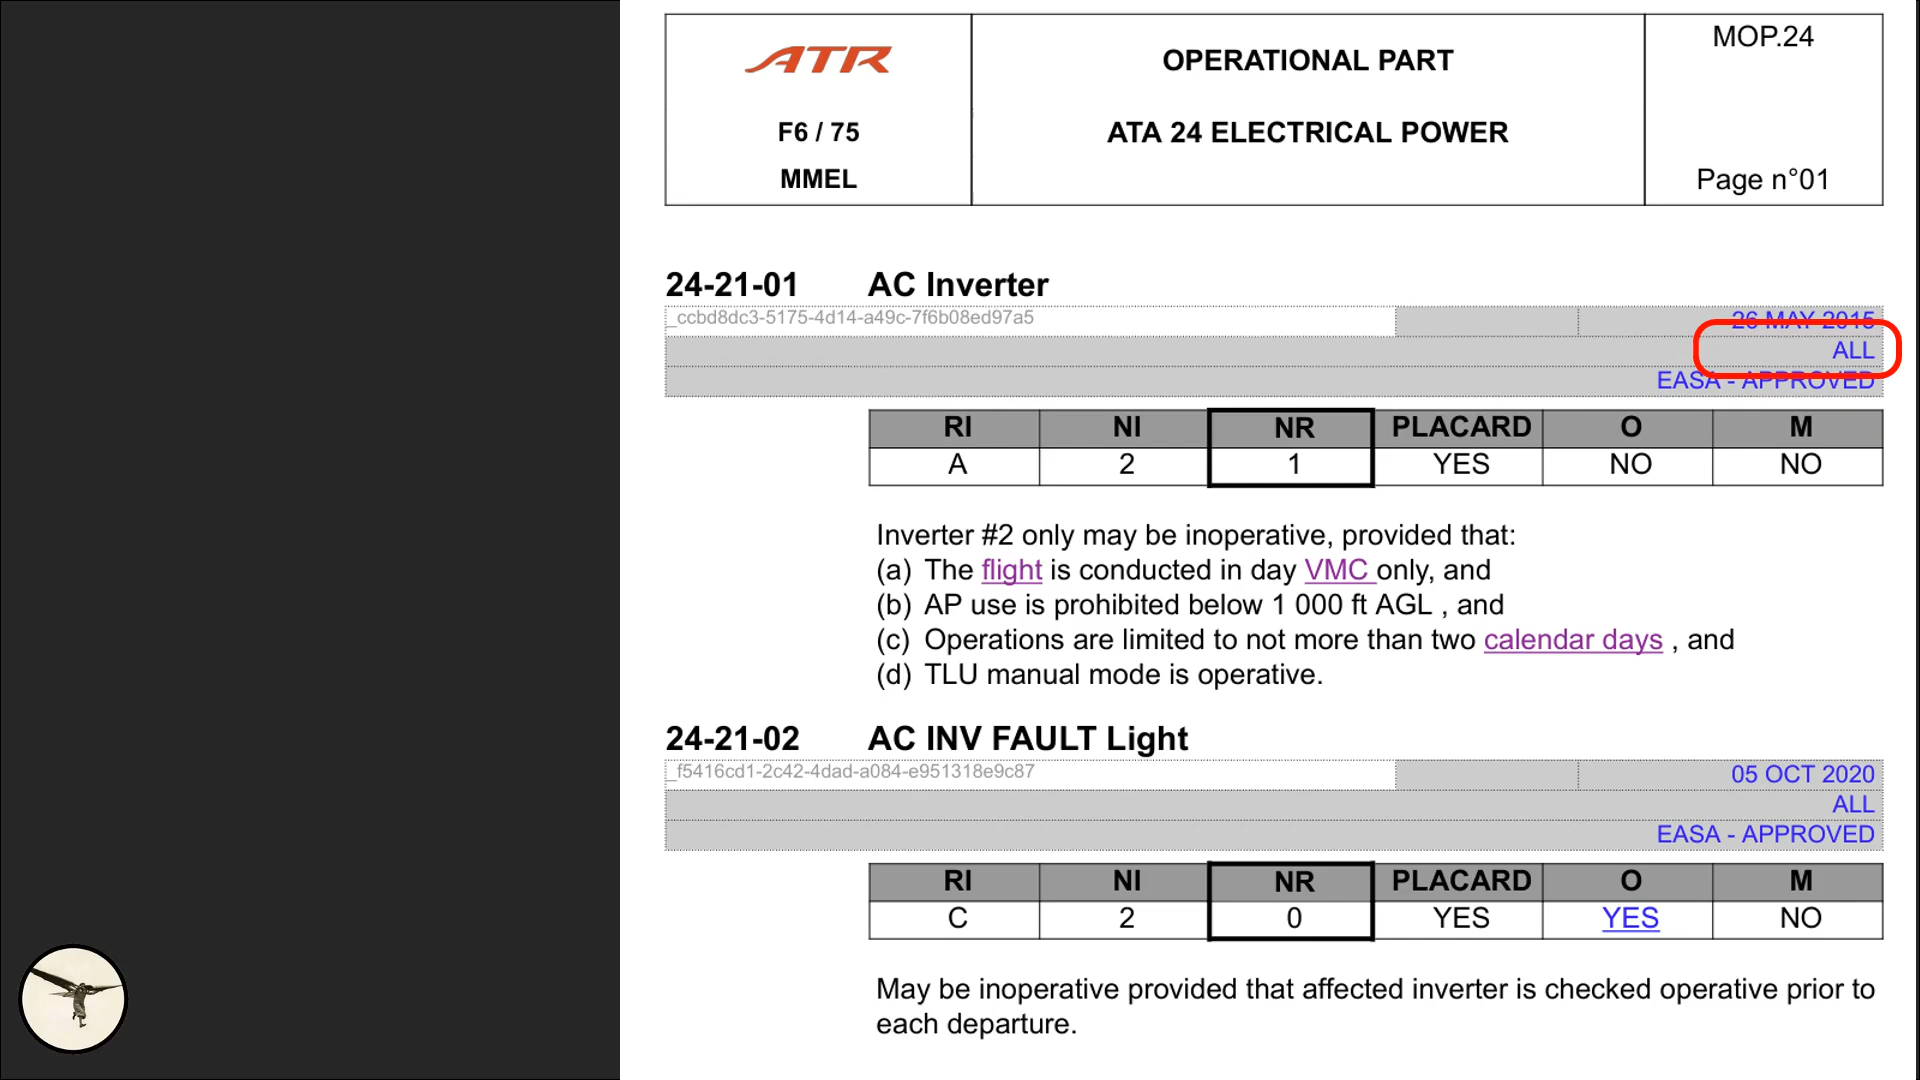 ATR
F6 / 75
MMEL
OPERATIONAL PART
ATA 24 ELECTRICAL POWER
MOP.24
Page n°01
24-21-01 AC Inverter
_ccbd8dc3-5175-4d14-a49c-7f6b08ed97a5
26 MAY 2015
ALL
EASA - APPROVED
RI NI NR PLACARD O M
A 2 1 YES NO NO
Inverter #2 only may be inoperative, provided that:
(a) The flight is conducted in day VMC only, and
(b) AP use is prohibited below 1 000 ft AGL , and
(c) Operations are limited to not more than two calendar days , and
(d) TLU manual mode is operative.
24-21-02 AC INV FAULT Light
_f5416cd1-2c42-4dad-a084-e951318e9c87
05 OCT 2020
ALL
EASA - APPROVED
RI NI NR PLACARD O M
C 2 0 YES YES NO
May be inoperative provided that affected inverter is checked operative prior to
each departure.